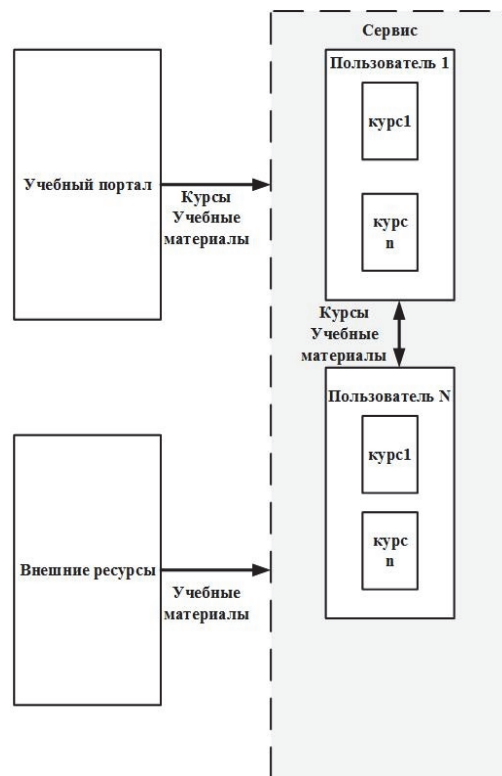 Сервис
Пользователь 1
курс1
Учебный портал
Курсы
Учебные
материалы
курс
n
Курсы
Учебные
материалы
Пользователь N
курс1
курс
n
Внешние ресурсы
Учебные
материалы